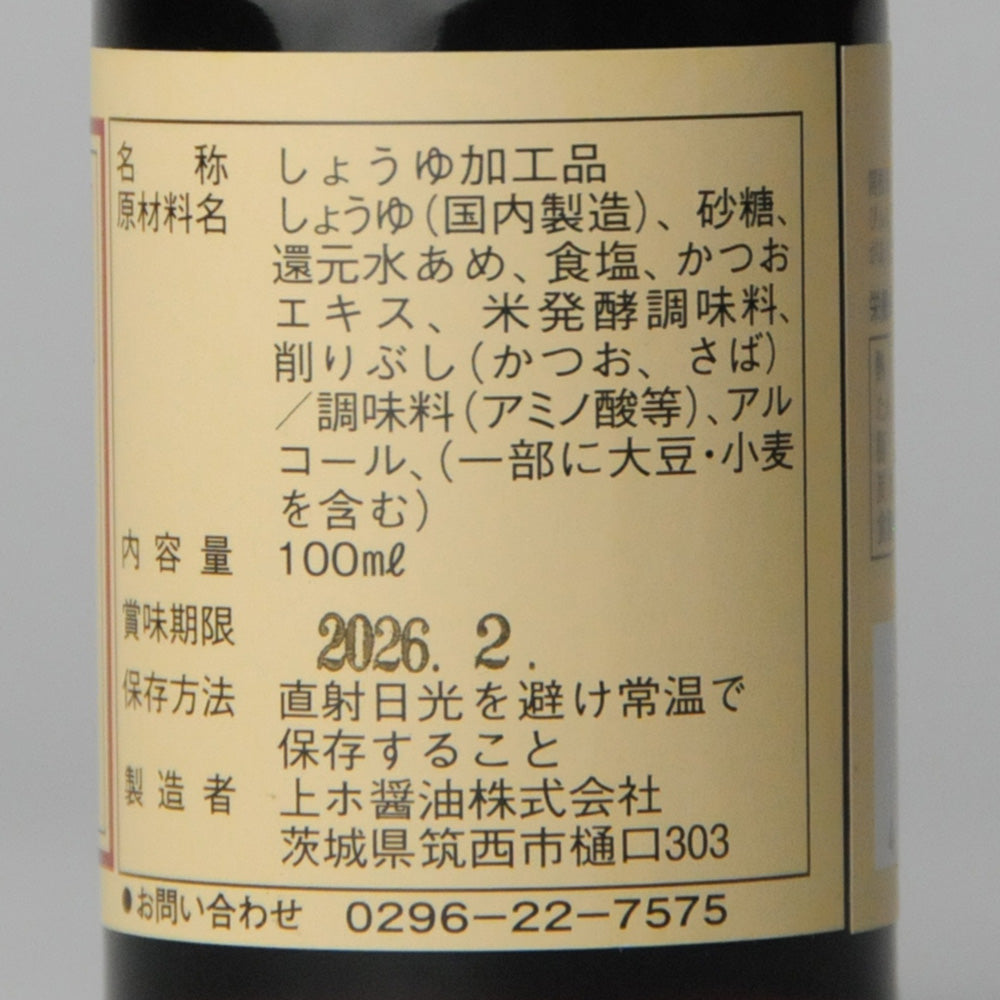 名称 しょうゆ加工品
原材料名 しょうゆ(国内製造)、砂糖、
還元水あめ、食塩、かつお
エキス、米発酵調味料、
削りぶし(かつお、さば)
/調味料(アミノ酸等)、アル
コール、(一部に大豆・小麦
を含む)
内容量 100mℓ
賞味期限 2026. 2.
保存方法 直射日光を避け常温で
保存すること
製造者 上ホ醤油株式会社
茨城県筑西市樋口303
●お問い合わせ 0296-22-7575